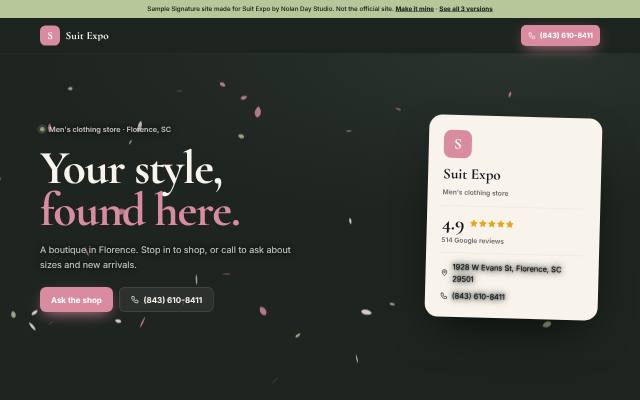 Sample Signature site made for Suit Expo by Nolan Day Studio. Not the official site. Make it mine · See all 3 versions
S Suit Expo
(843) 610-8411
Men's clothing store · Florence, SC
Your style,
found here.
A boutique in Florence. Stop in to shop, or call to ask about
sizes and new arrivals.
Ask the shop
(843) 610-8411
S
Suit Expo
Men's clothing store
4.9 ★★★★★
514 Google reviews
1928 W Evans St, Florence, SC
29501
(843) 610-8411